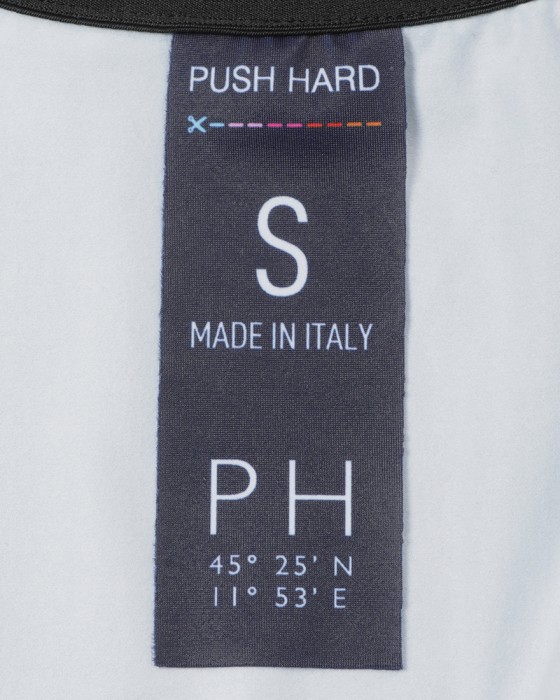 PUSH HARD
S
MADE IN ITALY
PH
45° 25' N
11° 53' E